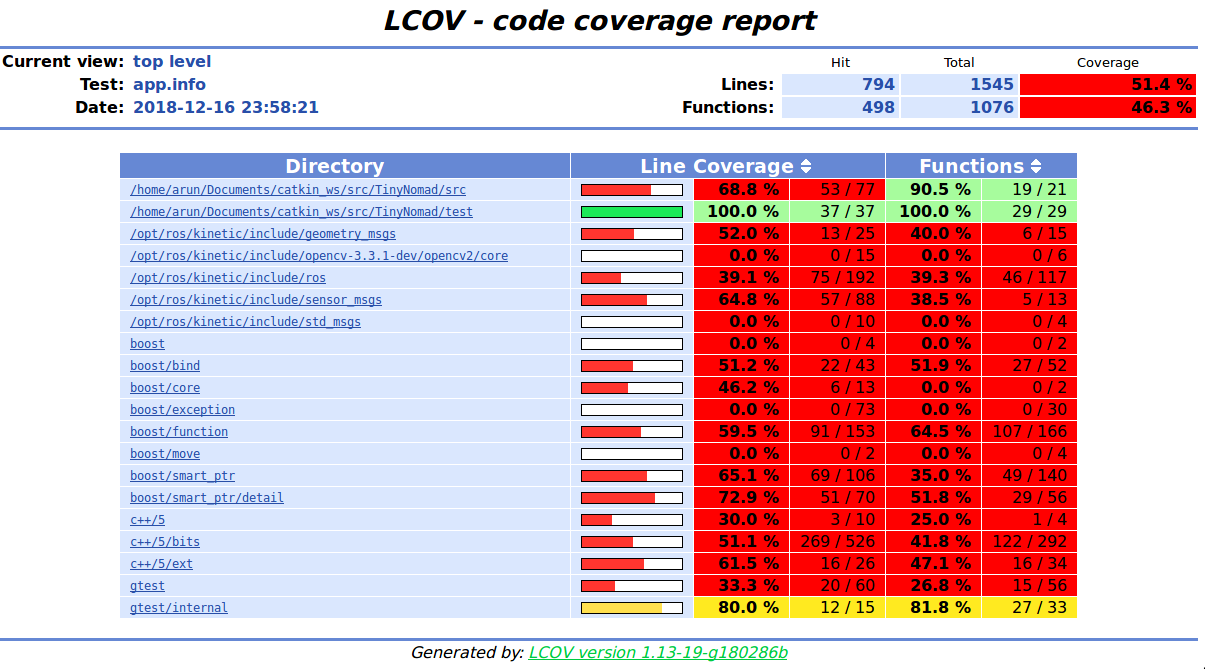 LCOV - code coverage report
Current view: top level Hit Total Coverage
Test: app.info Lines: 794 1545 51.4 %
Date: 2018-12-16 23:58:21 Functions: 498 1076 46.3 %
Directory Line Coverage Functions
/home/arun/Documents/catkin_ws/src/TinyNomad/src 68.8 % 53 / 77 90.5 % 19 / 21
/home/arun/Documents/catkin_ws/src/TinyNomad/test 100.0 % 37 / 37 100.0 % 29 / 29
/opt/ros/kinetic/include/geometry_msgs 52.0 % 13 / 25 40.0 % 6 / 15
/opt/ros/kinetic/include/opencv-3.3.1-dev/opencv2/core 0.0 % 0 / 15 0.0 % 0 / 6
/opt/ros/kinetic/include/ros 39.1 % 75 / 192 39.3 % 46 / 117
/opt/ros/kinetic/include/sensor_msgs 64.8 % 57 / 88 38.5 % 5 / 13
/opt/ros/kinetic/include/std_msgs 0.0 % 0 / 10 0.0 % 0 / 4
boost 0.0 % 0 / 4 0.0 % 0 / 2
boost/bind 51.2 % 22 / 43 51.9 % 27 / 52
boost/core 46.2 % 6 / 13 0.0 % 0 / 2
boost/exception 0.0 % 0 / 73 0.0 % 0 / 30
boost/function 59.5 % 91 / 153 64.5 % 107 / 166
boost/move 0.0 % 0 / 2 0.0 % 0 / 4
boost/smart_ptr 65.1 % 69 / 106 35.0 % 49 / 140
boost/smart_ptr/detail 72.9 % 51 / 70 51.8 % 29 / 56
c++/5 30.0 % 3 / 10 25.0 % 1 / 4
c++/5/bits 51.1 % 269 / 526 41.8 % 122 / 292
c++/5/ext 61.5 % 16 / 26 47.1 % 16 / 34
gtest 33.3 % 20 / 60 26.8 % 15 / 56
gtest/internal 80.0 % 12 / 15 81.8 % 27 / 33
Generated by: LCOV version 1.13-19-g180286b